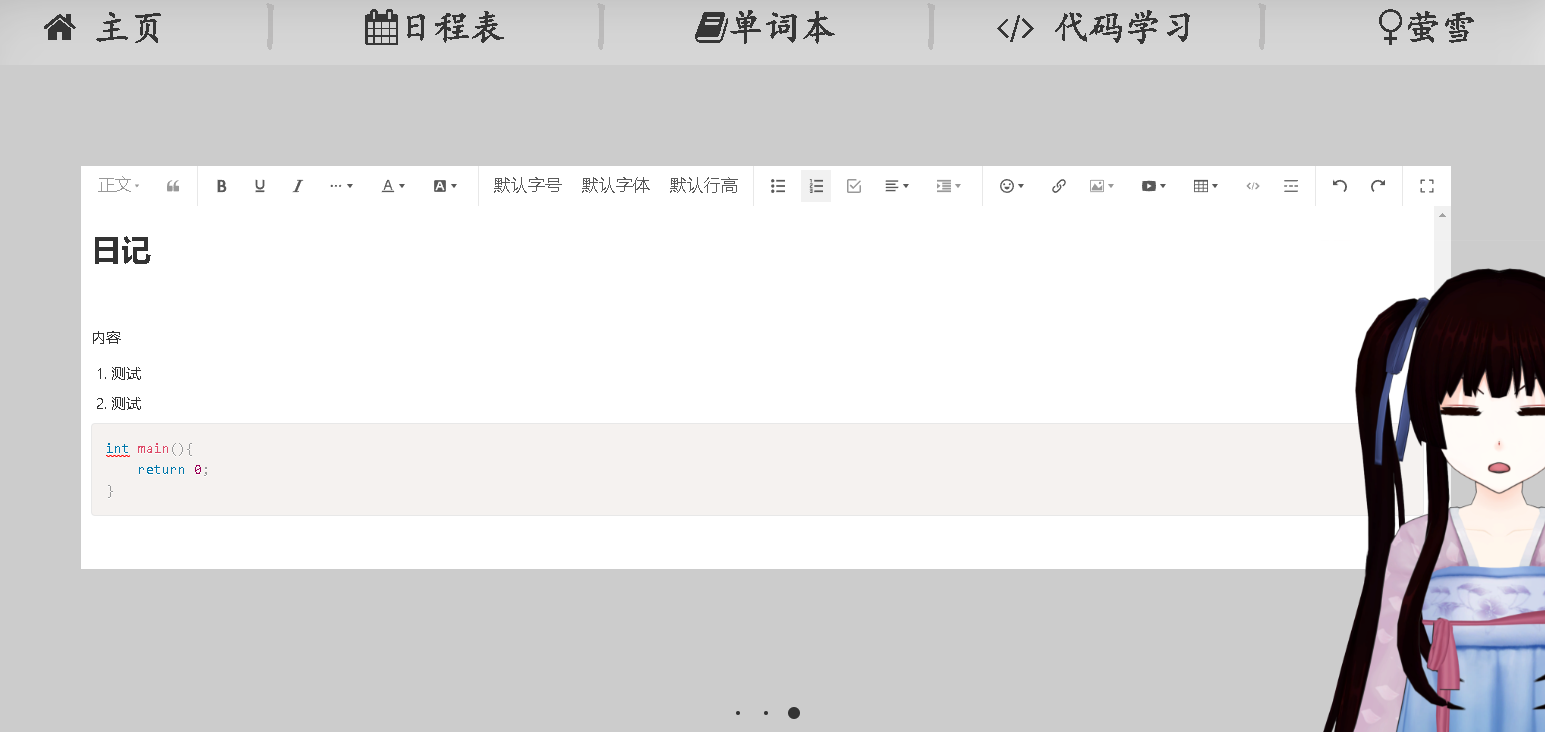 主页 日程表 单词本 </> 代码学习 萤雪
正文 B U I A A 默认字号 默认字体 默认行高
日记
内容
1. 测试
2. 测试
int main(){
    return 0;
}